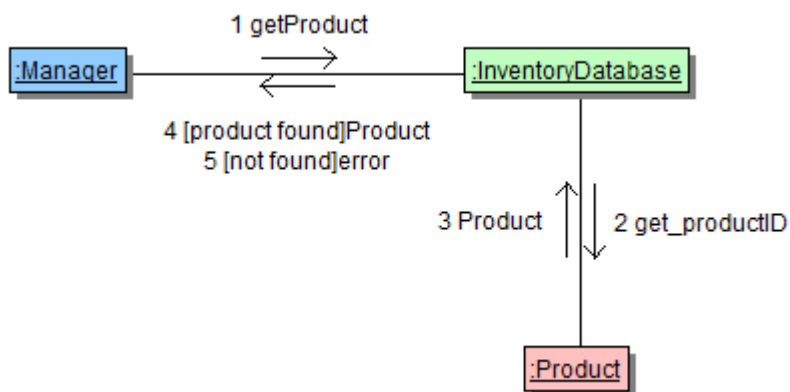 1 getProduct
:Manager
:InventoryDatabase
4 [product found]Product
5 [not found]error
3 Product
2 get_productID
:Product